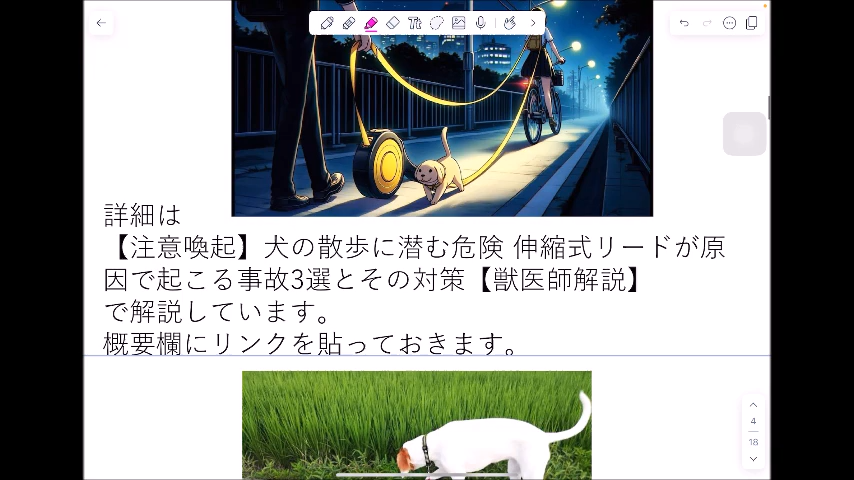 Tt
詳細は
【注意喚起】犬の散歩に潜む危険 伸縮式リードが原
因で起こる事故3選とその対策【獣医師解説】
で解説しています。
概要欄にリンクを貼っておきます。
4
18